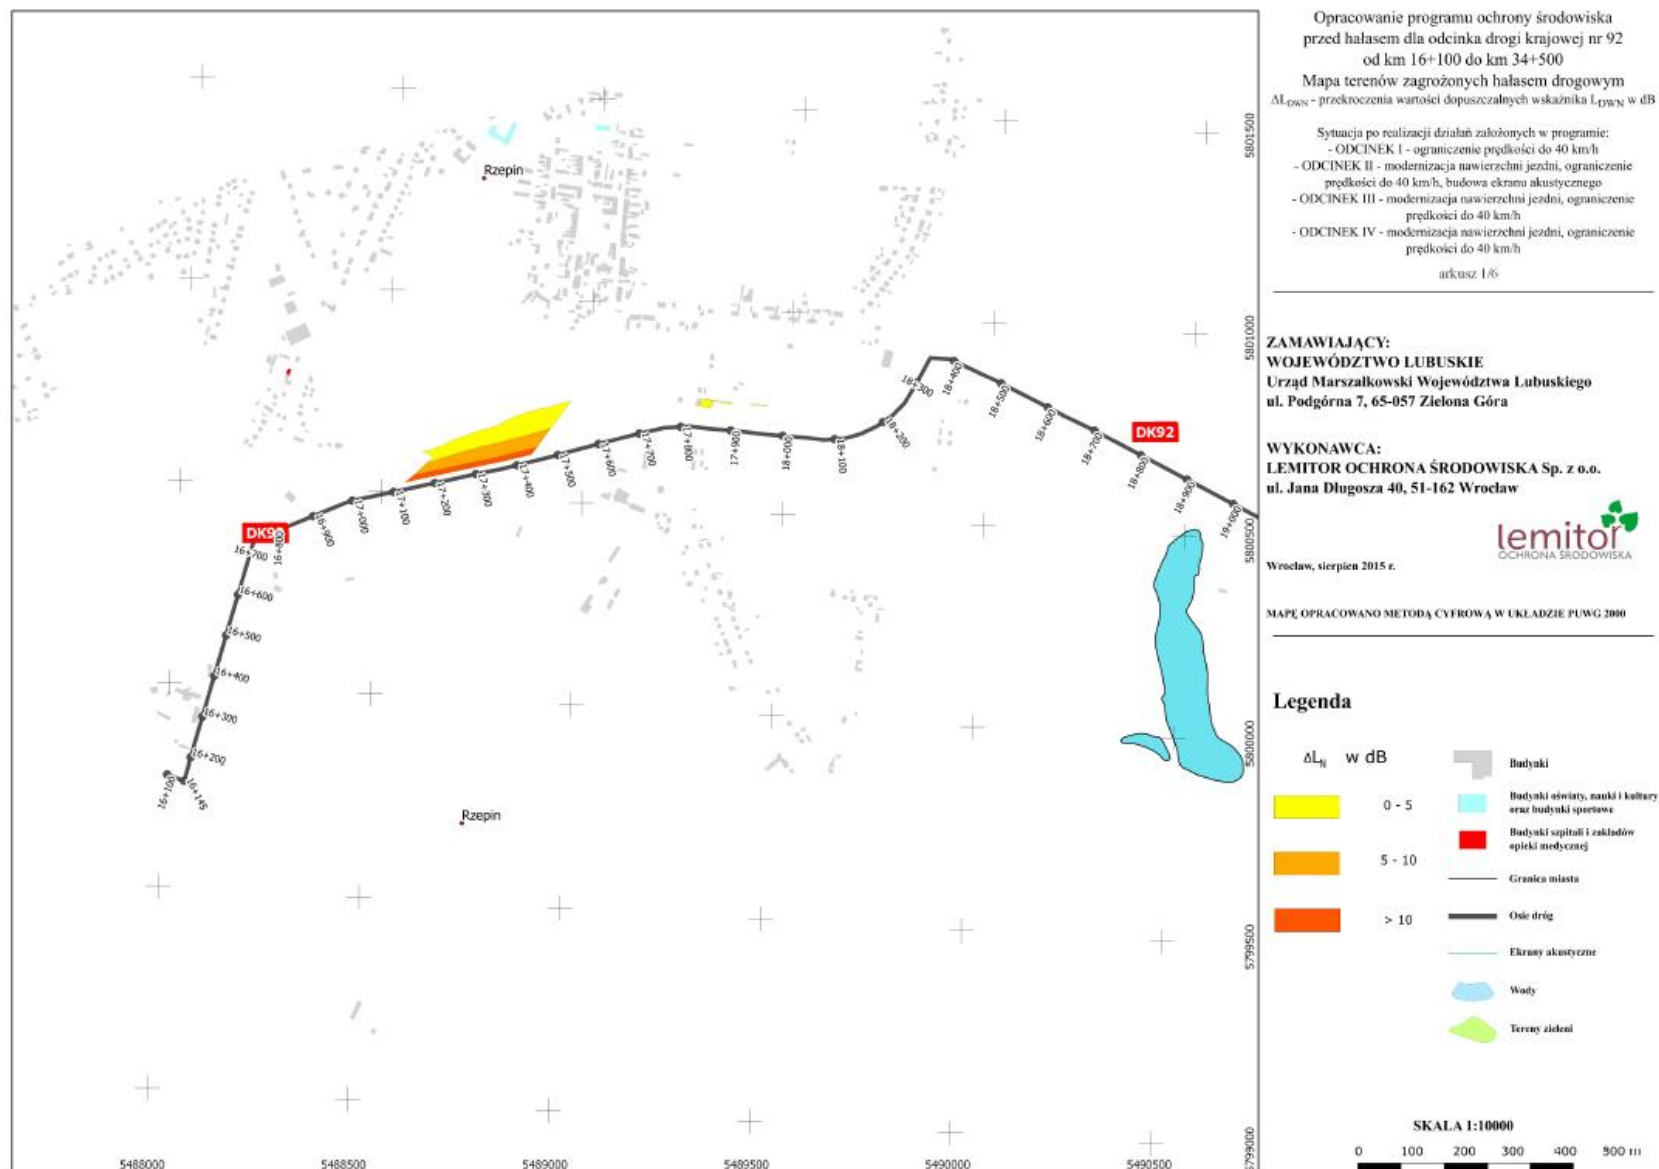 Opracowanie programu ochrony środowiska
przed hałasem dla odcinka drogi krajowej nr 92
od km 16+100 do km 34+500
Mapa terenów zagrożonych hałasem drogowym
ΔL_DWN - przekroczenia wartości dopuszczalnych wskaźnika L_DWN w dB
Sytuacja po realizacji działań założonych w programie:
- ODCINEK I - ograniczenie prędkości do 40 km/h
- ODCINEK II - modernizacja nawierzchni jezdni, ograniczenie
prędkości do 40 km/h, budowa ekranu akustycznego
- ODCINEK III - modernizacja nawierzchni jezdni, ograniczenie
prędkości do 40 km/h
- ODCINEK IV - modernizacja nawierzchni jezdni, ograniczenie
prędkości do 40 km/h
arkusz 1/6
ZAMAWIAJĄCY:
WOJEWÓDZTWO LUBUSKIE
Urząd Marszałkowski Województwa Lubuskiego
ul. Podgórna 7, 65-057 Zielona Góra
WYKONAWCA:
LEMITOR OCHRONA ŚRODOWISKA Sp. z o.o.
ul. Jana Długosza 40, 51-162 Wrocław
lemitor
OCHRONA ŚRODOWISKA
Wrocław, sierpien 2015 r.
MAPĘ OPRACOWANO METODĄ CYFROWĄ W UKŁADZIE PUWG 2000
Legenda
ΔL_N w dB
0 - 5
5 - 10
> 10
Budynki
Budynki oświaty, nauki i kultury
oraz budynki sportowe
Budynki szpitali i zakładów
opieki medycznej
Granica miasta
Osie dróg
Ekrany akustyczne
Wody
Tereny zieleni
SKALA 1:10000
0 100 200 300 400 500 m
Rzepin
Rzepin
DK92
16+100
16+145
16+200
16+300
16+400
16+500
16+600
16+700
16+800
16+900
17+000
17+100
17+200
17+300
17+400
17+500
17+600
17+700
17+800
17+900
18+000
18+100
18+200
18+300
18+400
18+500
18+600
18+700
18+800
18+900
19+000
DK92
5801500
5801000
5800500
5800000
5799500
5799000
5488000
5488500
5489000
5489500
5490000
5490500